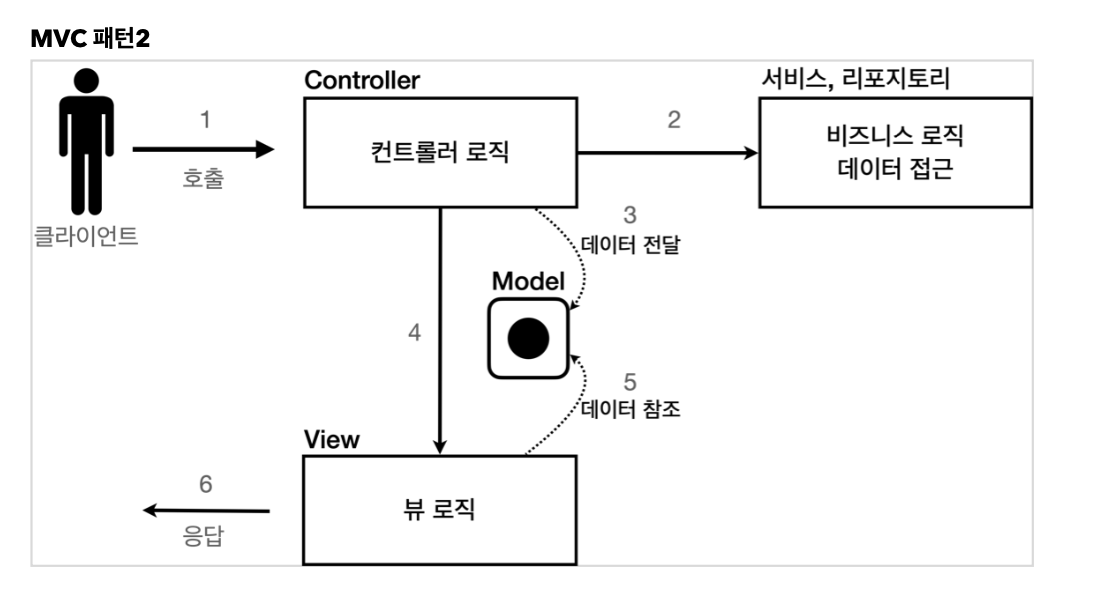 MVC 패턴2
Controller
서비스, 리포지토리
1
호출
컨트롤러 로직
2
비즈니스 로직
데이터 접근
클라이언트
3
데이터 전달
Model
4
5
데이터 참조
View
6
응답
뷰 로직